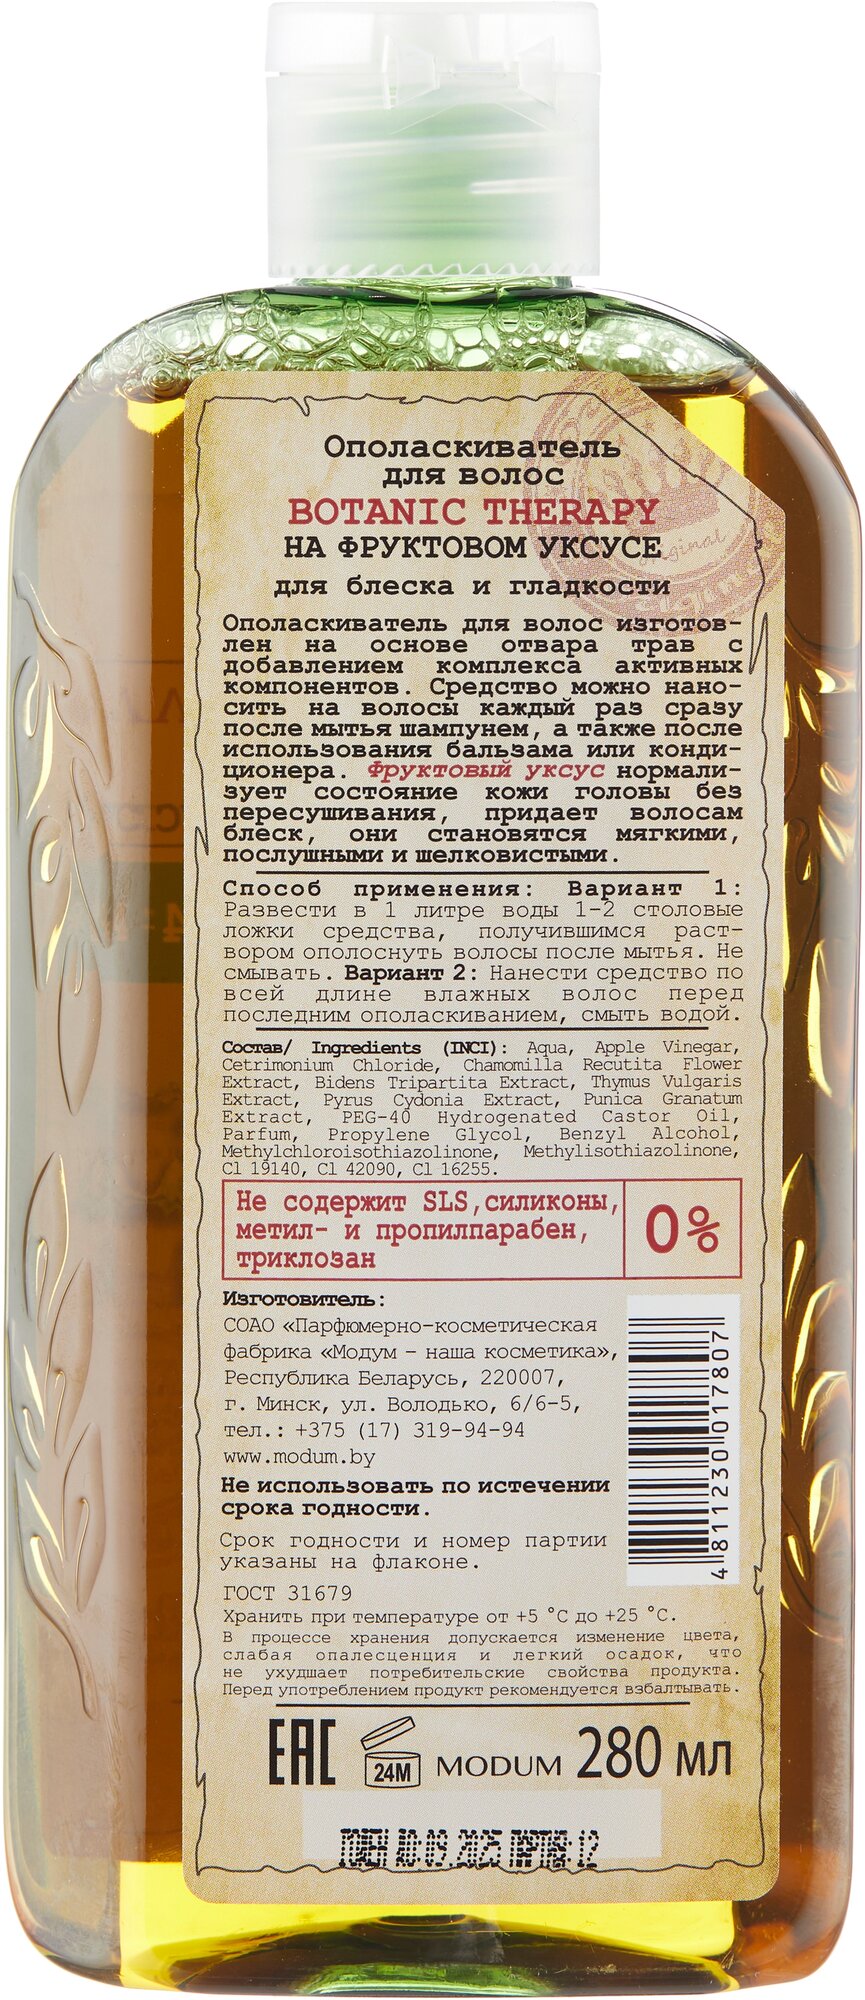 Ополаскиватель
для волос
BOTANIC THERAPY
НА ФРУКТОВОМ УКСУСЕ
для блеска и гладкости
Ополаскиватель для волос изготов-
лен на основе отвара трав с
добавлением комплекса активных
компонентов. Средство можно нано-
сить на волосы каждый раз сразу
после мытья шампунем, а также после
использования бальзама или конди-
ционера. Фруктовый уксус нормали-
зует состояние кожи головы без
пересушивания, придает волосам
блеск, они становятся мягкими,
послушными и шелковистыми.
Способ применения: Вариант 1:
Развести в 1 литре воды 1-2 столовые
ложки средства, получившимся раст-
вором ополоснуть волосы после мытья. Не
смывать. Вариант 2: Нанести средство по
всей длине влажных волос перед
последним ополаскиванием, смыть водой.
Состав/ Ingredients (INCI): Aqua, Apple Vinegar,
Cetrimonium Chloride, Chamomilla Recutita Flower
Extract, Bidens Tripartita Extract, Thymus Vulgaris
Extract, Pyrus Cydonia Extract, Punica Granatum
Extract, PEG-40 Hydrogenated Castor Oil,
Parfum, Propylene Glycol, Benzyl Alcohol,
Methylchloroisothiazolinone, Methylisothiazolinone,
Cl 19140, Cl 42090, Cl 16255.
Не содержит SLS, силиконы,
метил- и пропилпарабен,
триклозан
0%
Изготовитель:
СОАО «Парфюмерно-косметическая
фабрика «Модум - наша косметика»,
Республика Беларусь, 220007,
г. Минск, ул. Володько, 6/6-5,
тел.: +375 (17) 319-94-94
www.modum.by
4 811230 017807
Не использовать по истечении
срока годности.
Срок годности и номер партии
указаны на флаконе.
ГОСТ 31679
Хранить при температуре от +5 °С до +25 °С.
В процессе хранения допускается изменение цвета,
слабая опалесценция и легкий осадок, что
не ухудшает потребительские свойства продукта.
Перед употреблением продукт рекомендуется взбалтывать.
EAC 24M MODUM 280 мл
ГОДЕН ДО:09.2025 ПАРТИЯ:12